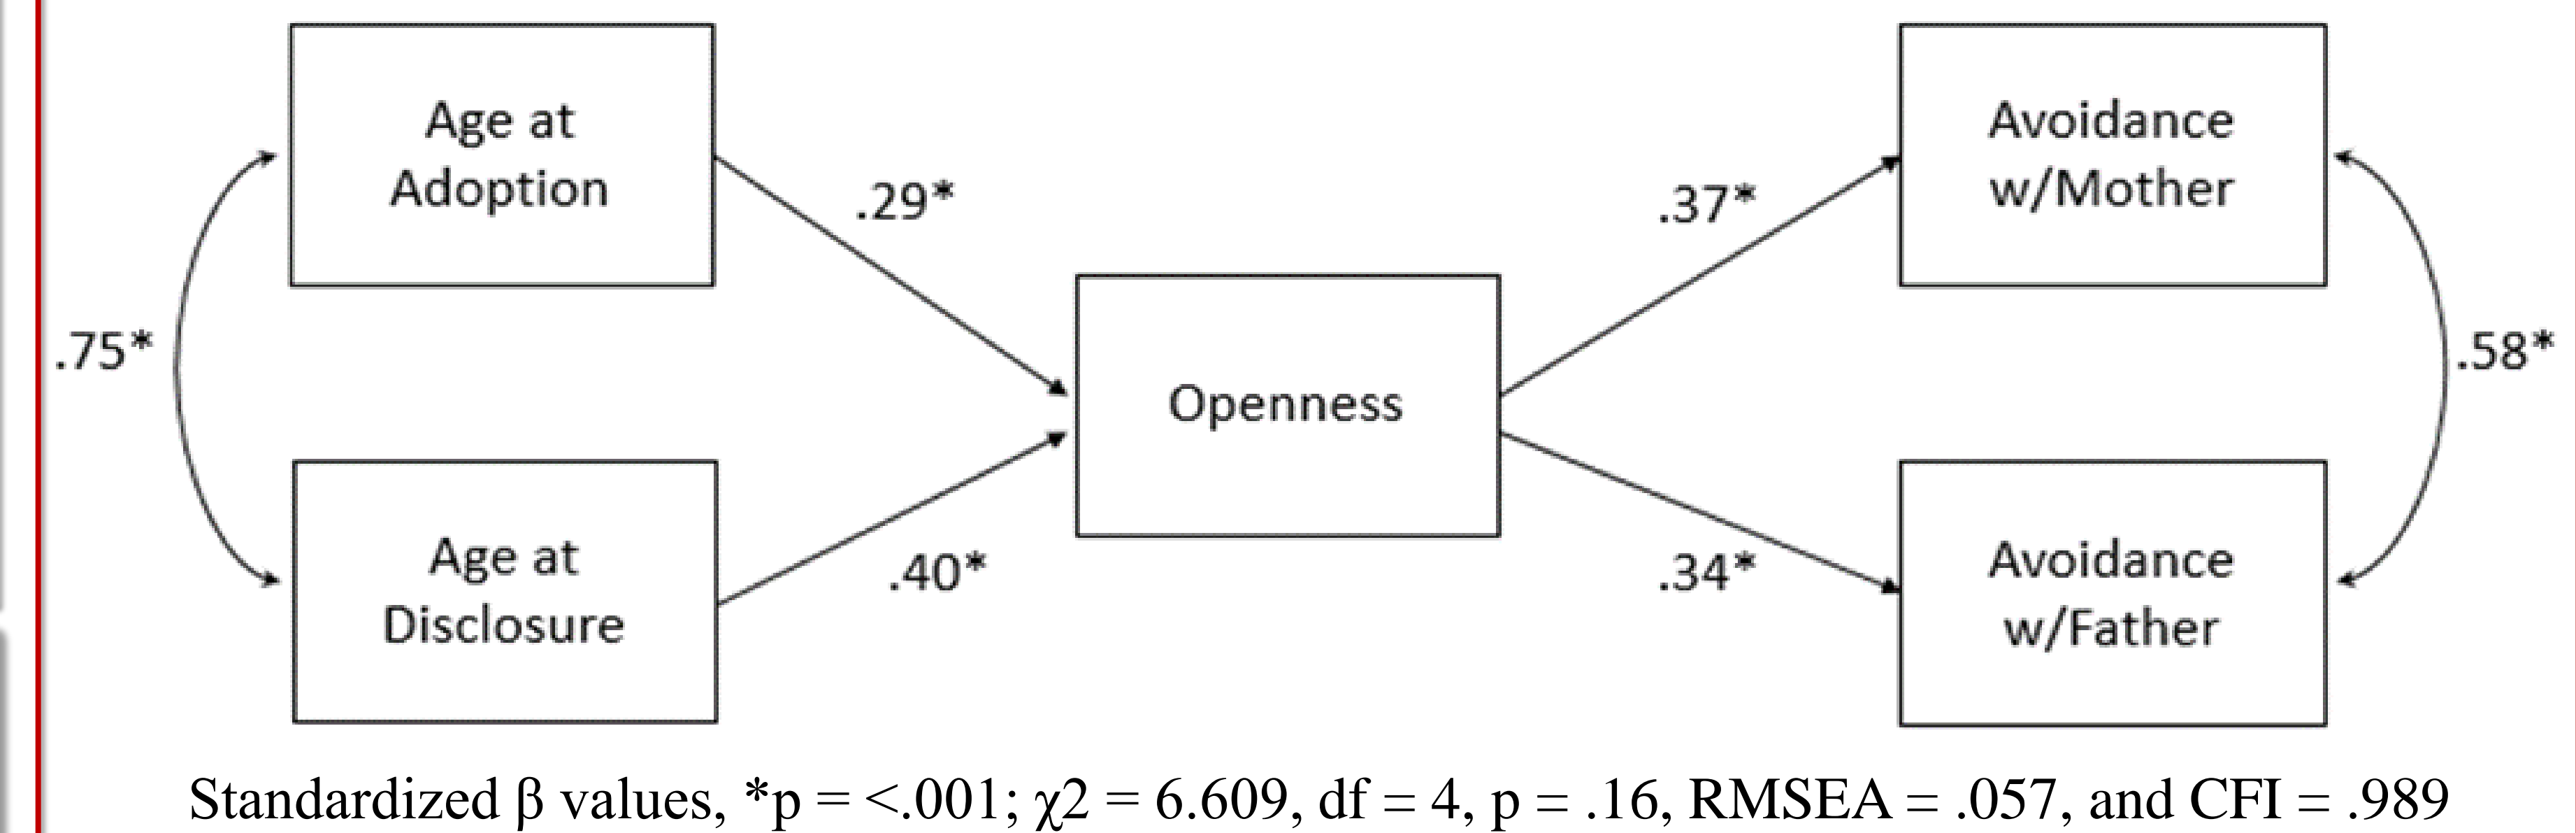 Age at
Adoption
Avoidance
w/Mother
.29*
.37*
.75*
.58*
Openness
Age at
Disclosure
.40*
.34*
Avoidance
w/Father
Standardized β values, *p = <.001; χ2 = 6.609, df = 4, p = .16, RMSEA = .057, and CFI = .989